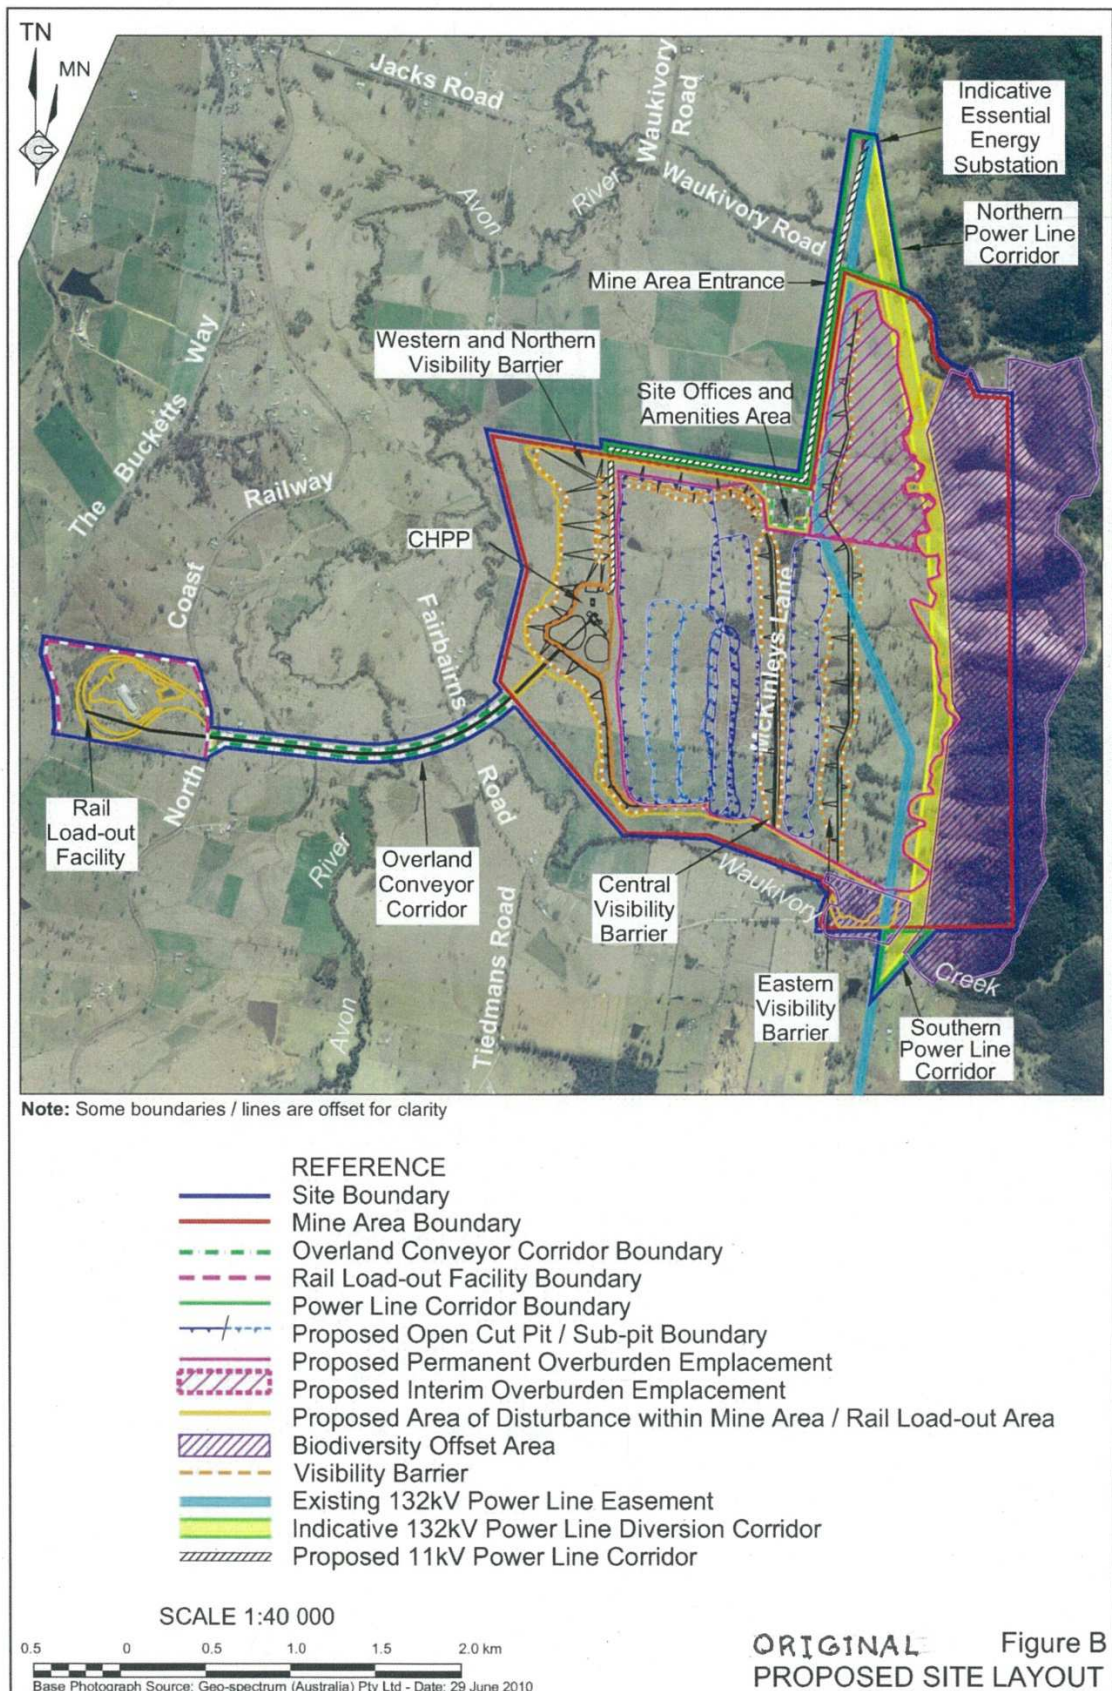 TN
MN
Jacks Road
Waukivory
Road
Indicative
Essential
Energy
Substation
Avon
River
Waukivory Road
Northern
Power Line
Corridor
Mine Area Entrance
The Bucketts Way
Western and Northern
Visibility Barrier
Site Offices and
Amenities Area
Railway
CHPP
Coast
Fairbairns
McKinleys Lane
North
Road
Rail
Load-out
Facility
River
Overland
Conveyor
Corridor
Central
Visibility
Barrier
Waukivory
Tiedmans Road
Avon
Eastern
Visibility
Barrier
Creek
Southern
Power Line
Corridor
Note: Some boundaries / lines are offset for clarity
REFERENCE
Site Boundary
Mine Area Boundary
Overland Conveyor Corridor Boundary
Rail Load-out Facility Boundary
Power Line Corridor Boundary
Proposed Open Cut Pit / Sub-pit Boundary
Proposed Permanent Overburden Emplacement
Proposed Interim Overburden Emplacement
Proposed Area of Disturbance within Mine Area / Rail Load-out Area
Biodiversity Offset Area
Visibility Barrier
Existing 132kV Power Line Easement
Indicative 132kV Power Line Diversion Corridor
Proposed 11kV Power Line Corridor
SCALE 1:40 000
0.5 0 0.5 1.0 1.5 2.0 km
Base Photograph Source: Geo-spectrum (Australia) Pty Ltd - Date: 29 June 2010
ORIGINAL Figure B
PROPOSED SITE LAYOUT